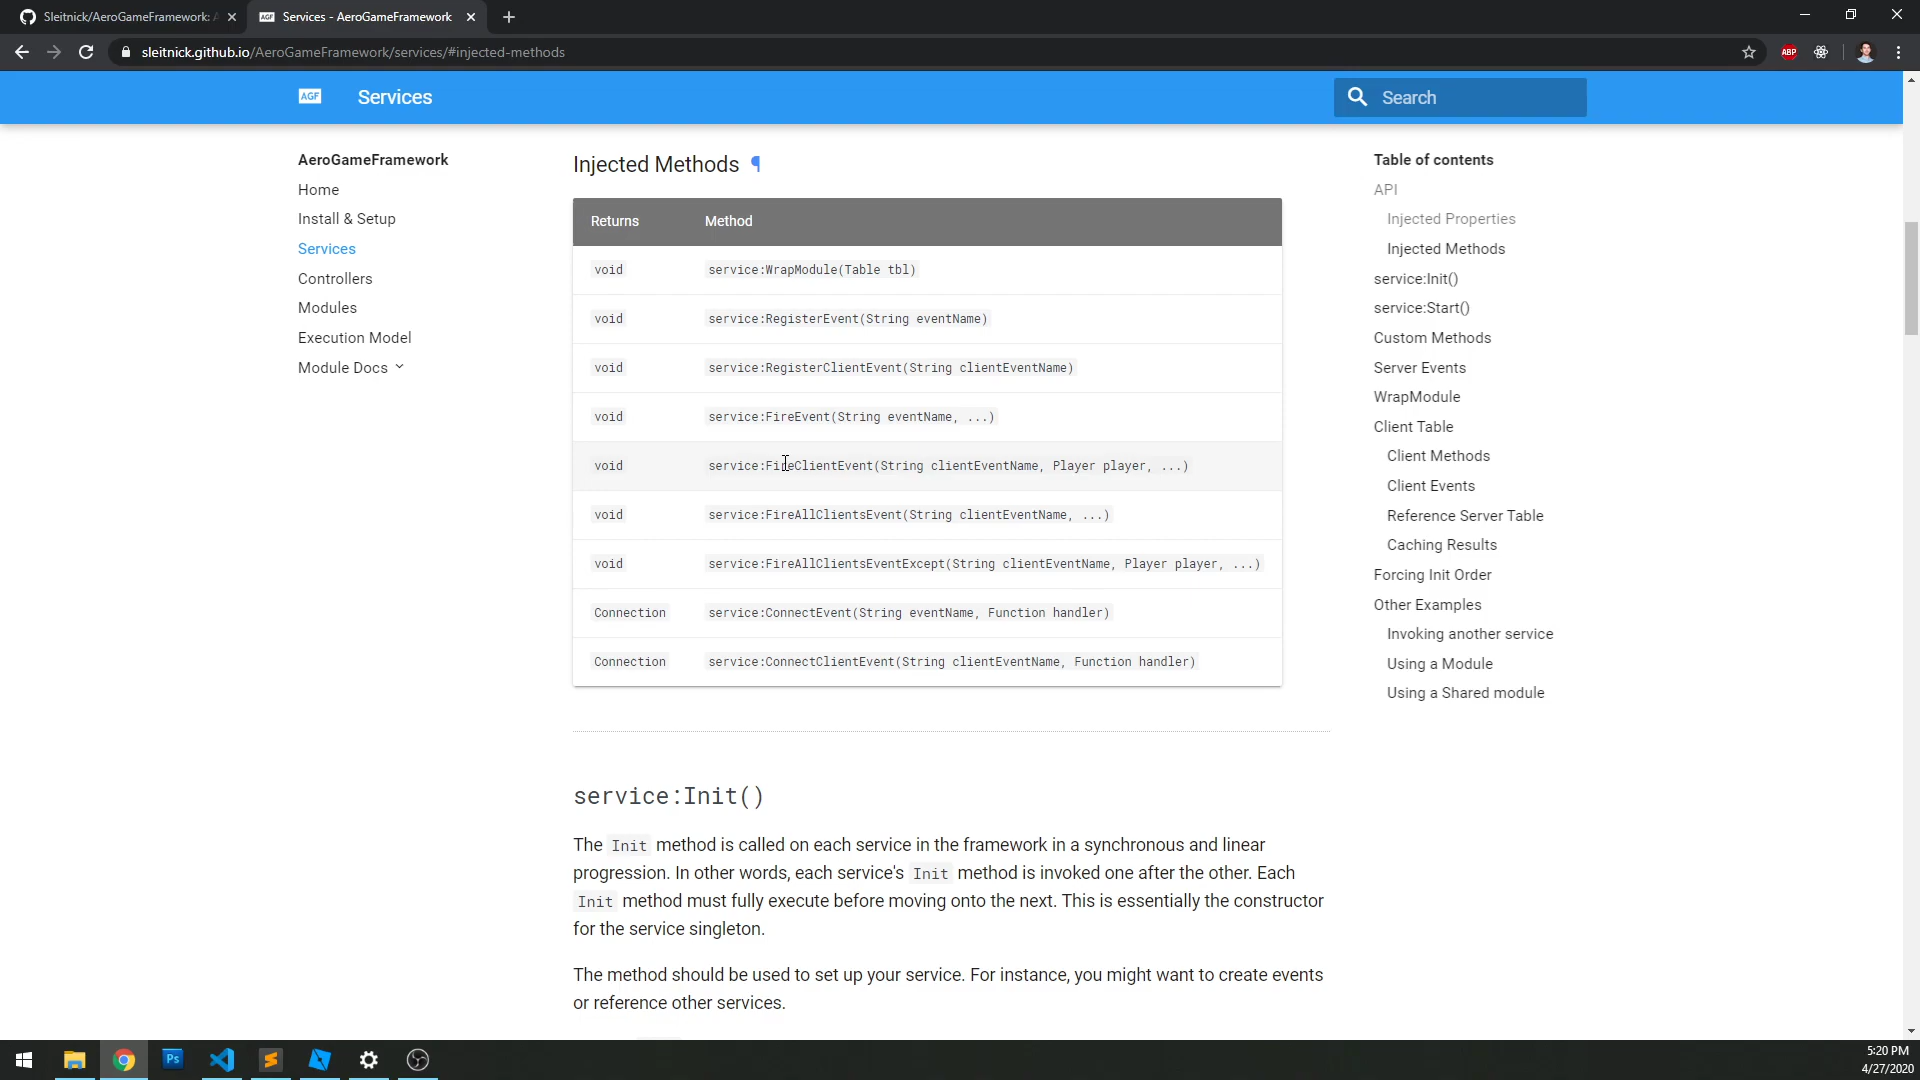 Sleitnick/AeroGameFramework:
Services - AeroGameFramework
sleitnick.github.io/AeroGameFramework/services/#injected-methods
ABP
AGF
Services
Search
AeroGameFramework
Home
Install & Setup
Services
Controllers
Modules
Execution Model
Module Docs
Injected Methods ¶
Returns Method
void service:WrapModule(Table tbl)
void service:RegisterEvent(String eventName)
void service:RegisterClientEvent(String clientEventName)
void service:FireEvent(String eventName, ...)
void service:FireClientEvent(String clientEventName, Player player, ...)
void service:FireAllClientsEvent(String clientEventName, ...)
void service:FireAllClientsEventExcept(String clientEventName, Player player, ...)
Connection service:ConnectEvent(String eventName, Function handler)
Connection service:ConnectClientEvent(String clientEventName, Function handler)
service:Init()
The Init method is called on each service in the framework in a synchronous and linear
progression. In other words, each service's Init method is invoked one after the other. Each
Init method must fully execute before moving onto the next. This is essentially the constructor
for the service singleton.
The method should be used to set up your service. For instance, you might want to create events
or reference other services.
Table of contents
API
Injected Properties
Injected Methods
service:Init()
service:Start()
Custom Methods
Server Events
WrapModule
Client Table
Client Methods
Client Events
Reference Server Table
Caching Results
Forcing Init Order
Other Examples
Invoking another service
Using a Module
Using a Shared module
Ps
5:20 PM
4/27/2020